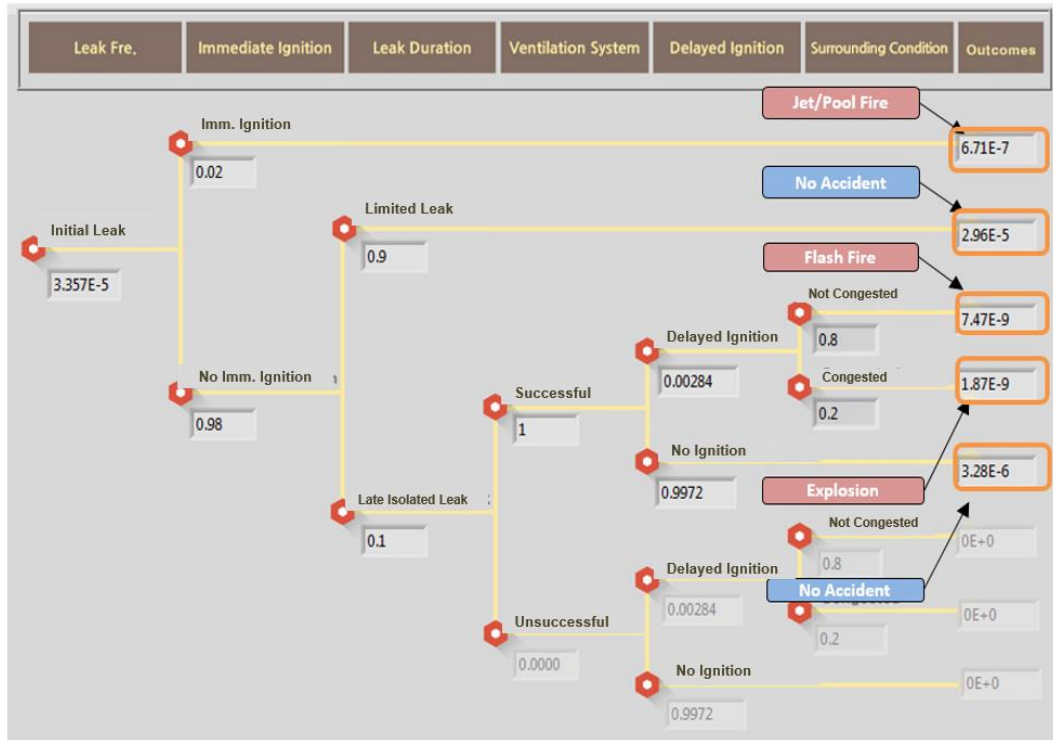 Leak Fre. Immediate Ignition Leak Duration Ventilation System Delayed Ignition Surrounding Condition Outcomes
Jet/Pool Fire
Imm. Ignition
6.71E-7
0.02
No Accident
Limited Leak
Initial Leak
2.96E-5
0.9
Flash Fire
3.357E-5
Not Congested
7.47E-9
Delayed Ignition
0.8
No Imm. Ignition
0.00284
Congested
1.87E-9
Successful
0.98
0.2
1
No Ignition
3.28E-6
0.9972
Explosion
Late Isolated Leak
Not Congested
0.1
0E+0
0.8
Delayed Ignition
No Accident
0.00284
0E+0
Unsuccessful
0.2
0.0000
No Ignition
0E+0
0.9972